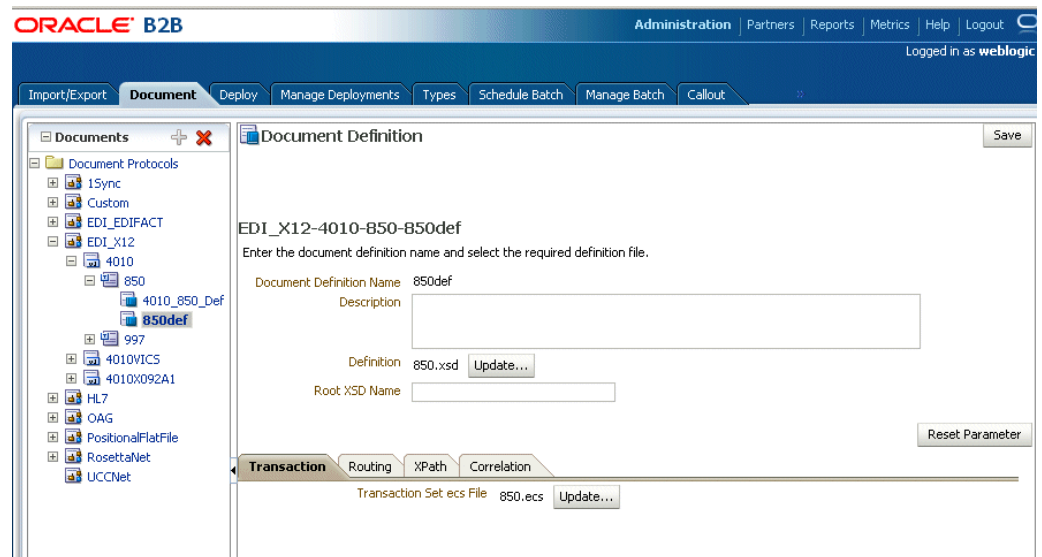 ORACLE B2B
Administration | Partners | Reports | Metrics | Help | Logout
Logged in as weblogic
Import/Export Document Deploy Manage Deployments Types Schedule Batch Manage Batch Callout
Documents
Document Definition
Save
Document Protocols
1Sync
Custom
EDI_EDIFACT
EDI_X12
4010
850
4010_850_Def
850def
997
4010VICS
4010X092A1
HL7
OAG
PositionalFlatFile
RosettaNet
UCCNet
EDI_X12-4010-850-850def
Enter the document definition name and select the required definition file.
Document Definition Name 850def
Description
Definition 850.xsd Update...
Root XSD Name
Reset Parameter
Transaction Routing XPath Correlation
Transaction Set ecs File 850.ecs Update...